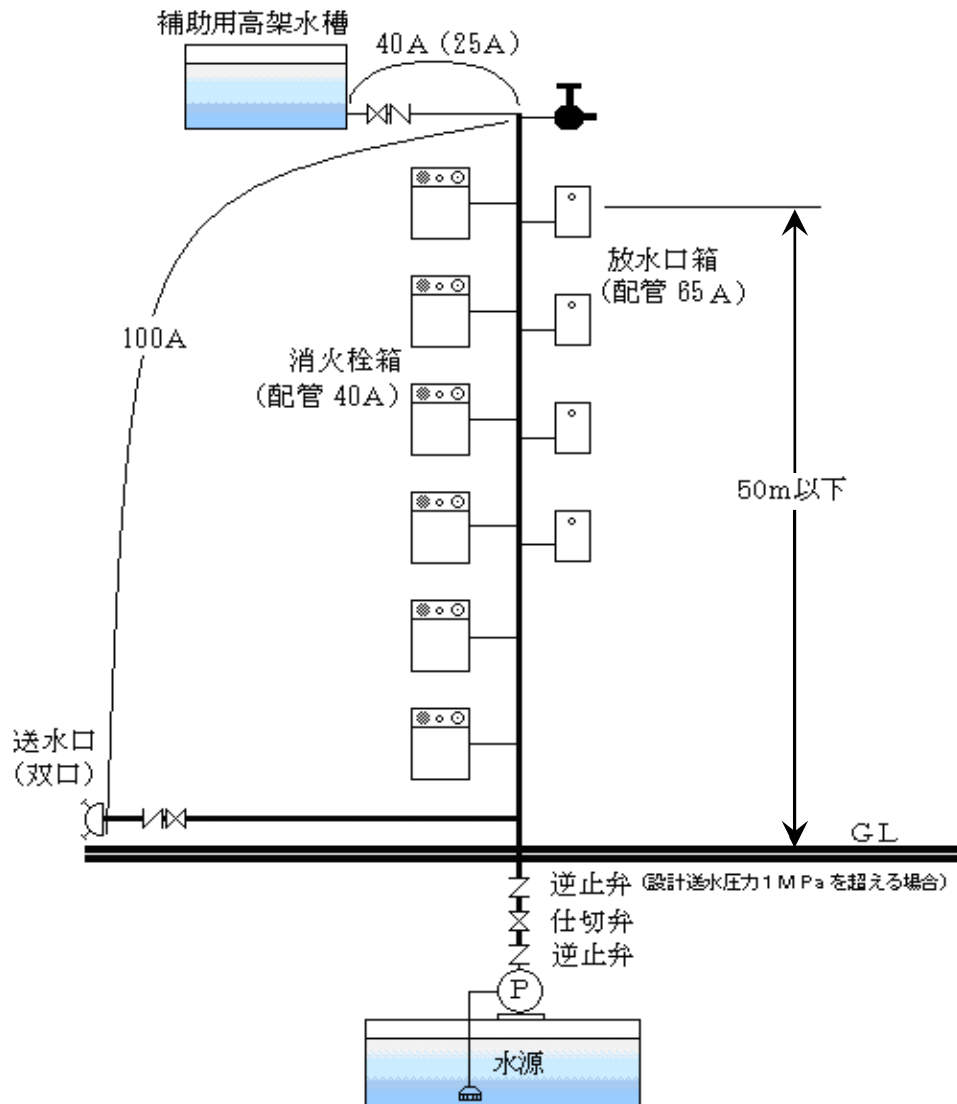 補助用高架水槽
40A(25A)
放水口箱
(配管 65A)
100A
消火栓箱
(配管 40A)
50m以下
送水口
(双口)
GL
逆止弁 (設計送水圧力1MPaを超える場合)
仕切弁
逆止弁
P
水源